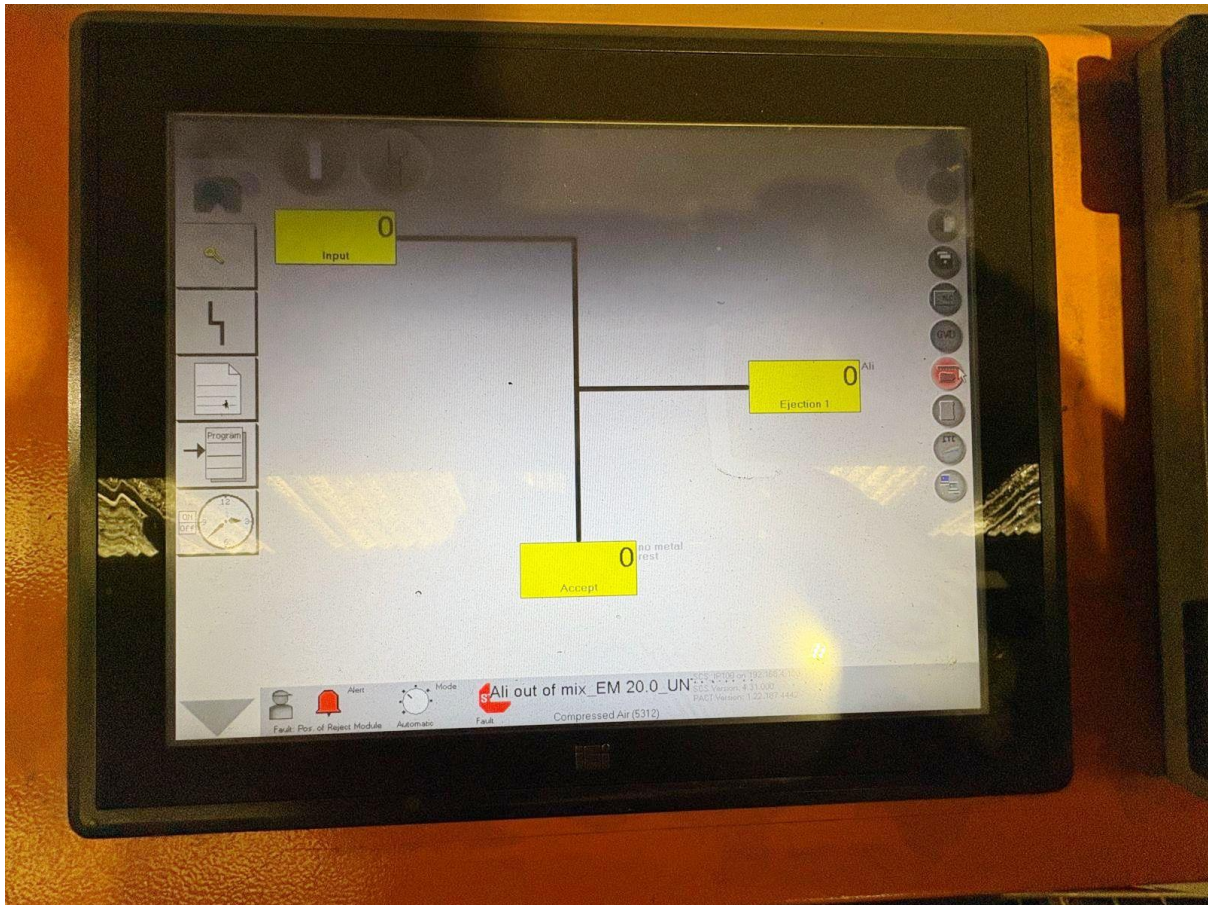 0
Input
0
Ali
Ejection 1
Program
12
ON
OFF
0
no metal
rest
Accept
Alert
Mode
Ali out of mix_EM 20.0_UN
Fault: Pos. of Reject Module
Automatic
Fault
Compressed Air (5312)